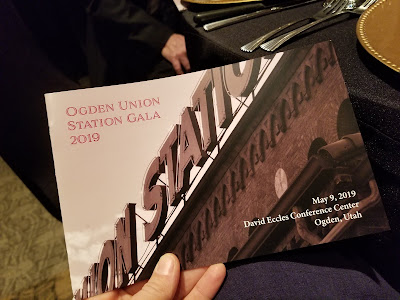 OGDEN UNION
STATION GALA
2019
UNION STATION
May 9, 2019
David Eccles Conference Center
Ogden, Utah